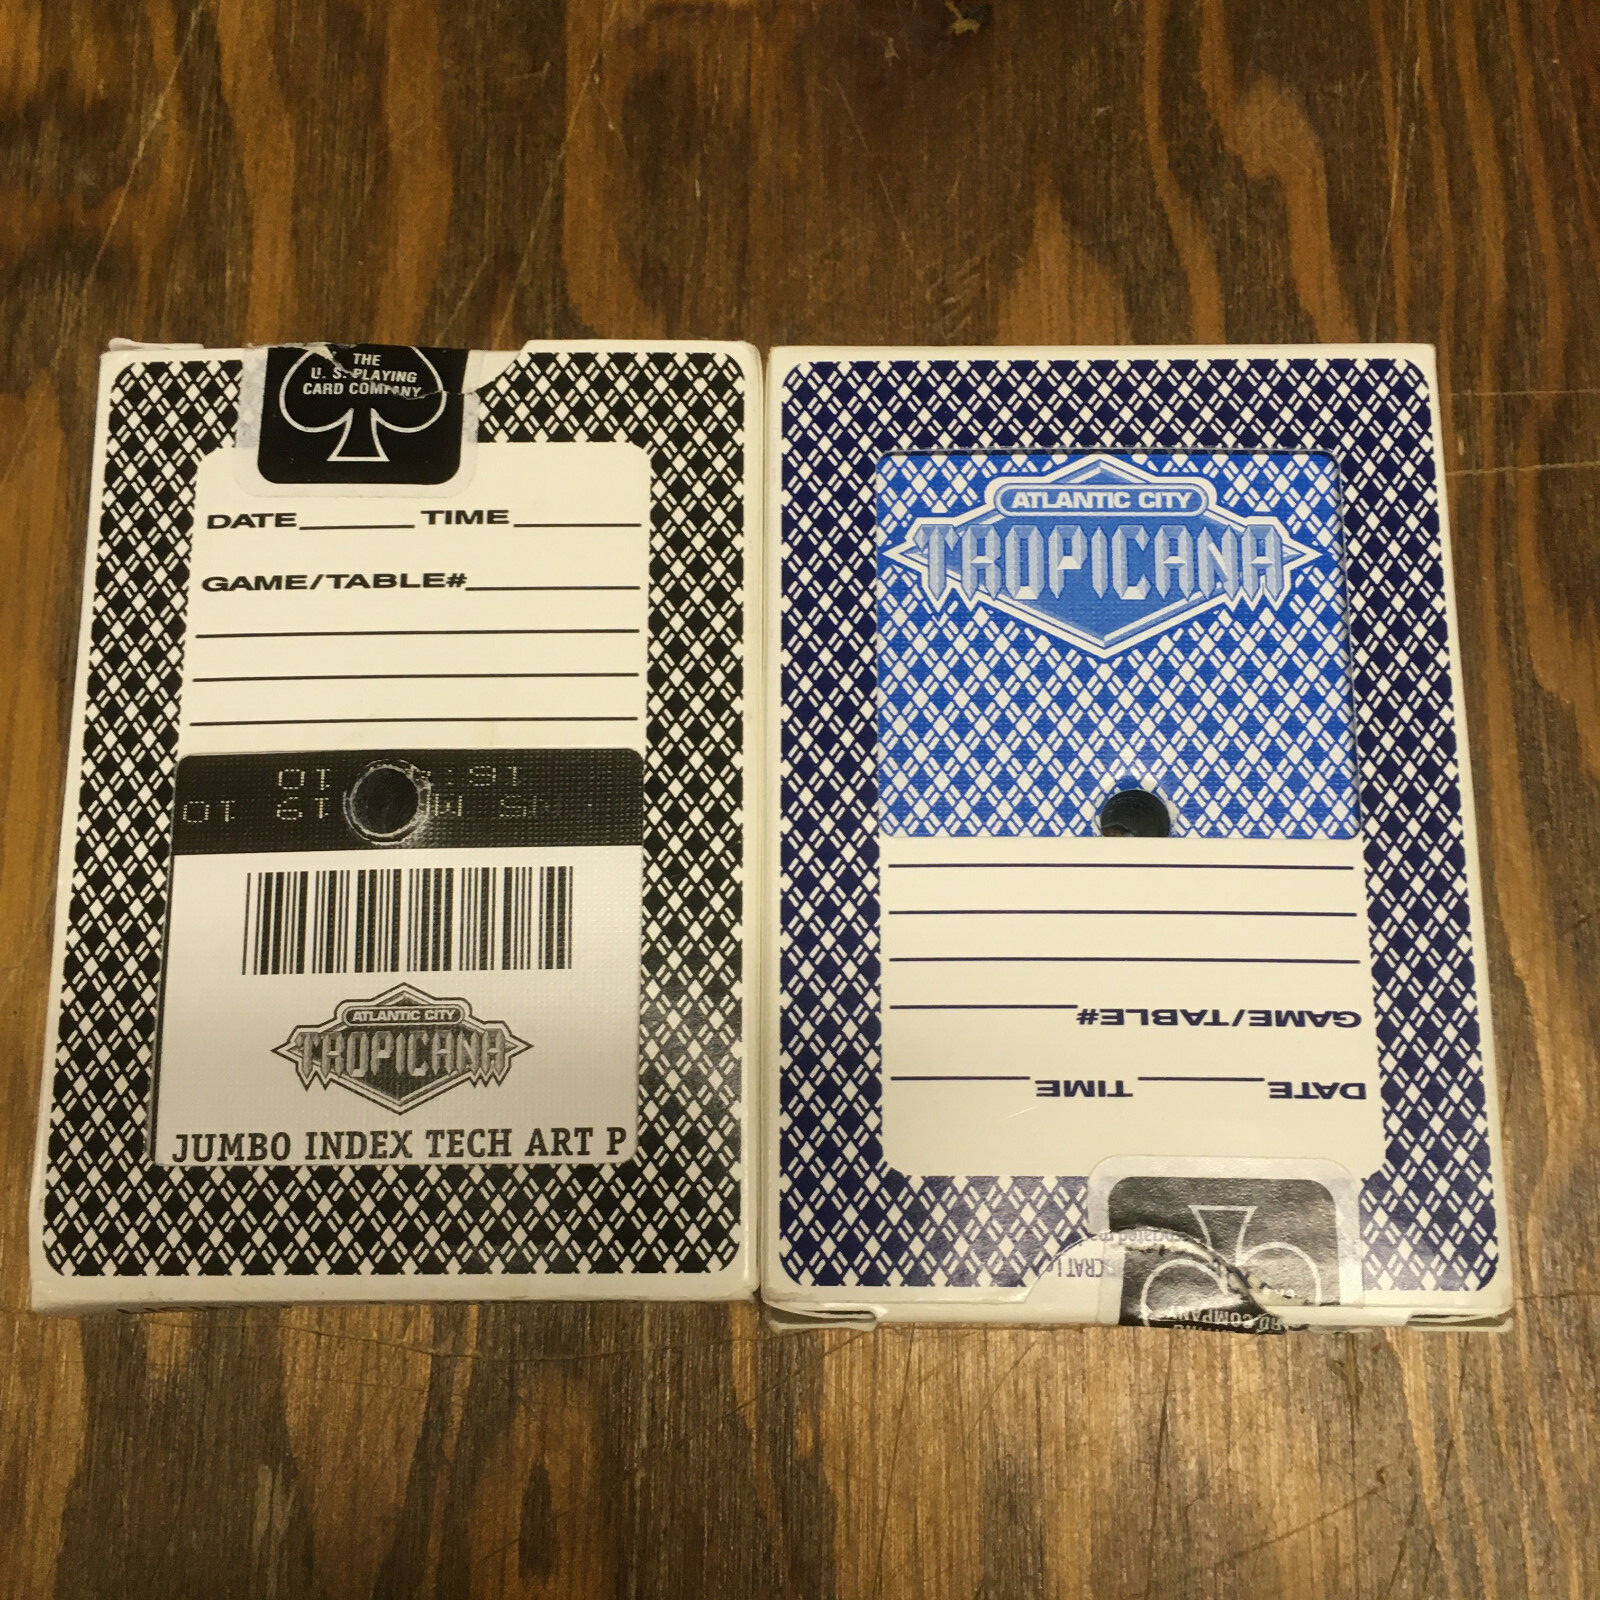 THE
U. S. PLAYING
CARD COMPANY
DATE TIME
GAME/TABLE#
ATLANTIC CITY
TROPICANA
JUMBO INDEX TECH ART P
ATLANTIC CITY
TROPICANA
GAME/TABLE#
DATE TIME